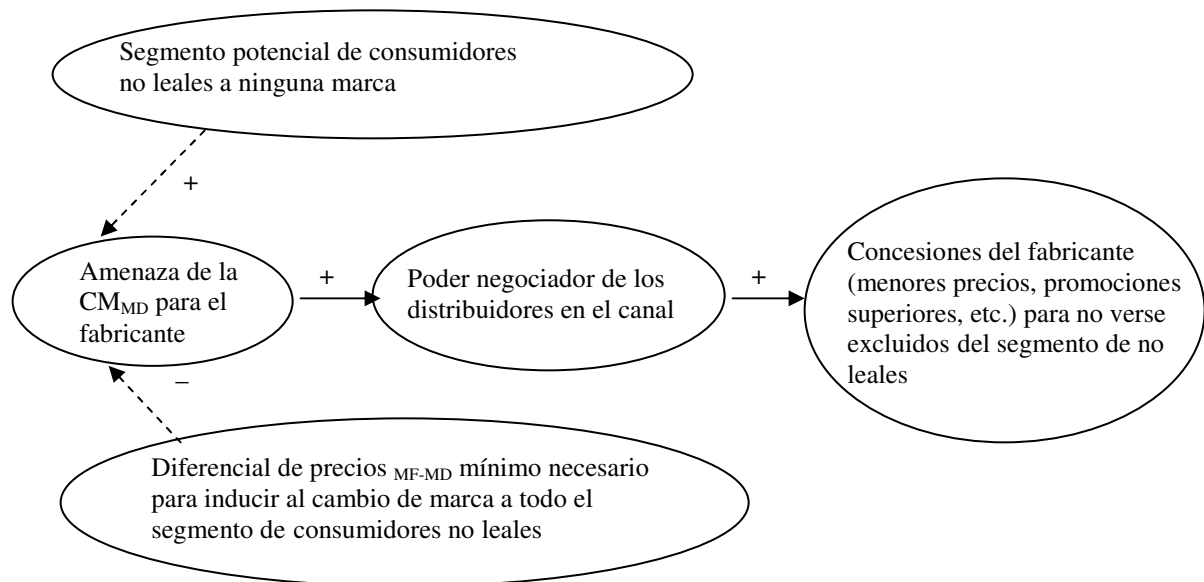 Segmento potencial de consumidores
no leales a ninguna marca
+
Amenaza de la
CM_MD para el
fabricante
+
Poder negociador de los
distribuidores en el canal
+
Concesiones del fabricante
(menores precios, promociones
superiores, etc.) para no verse
excluidos del segmento de no
leales
–
Diferencial de precios _MF-MD mínimo necesario
para inducir al cambio de marca a todo el
segmento de consumidores no leales